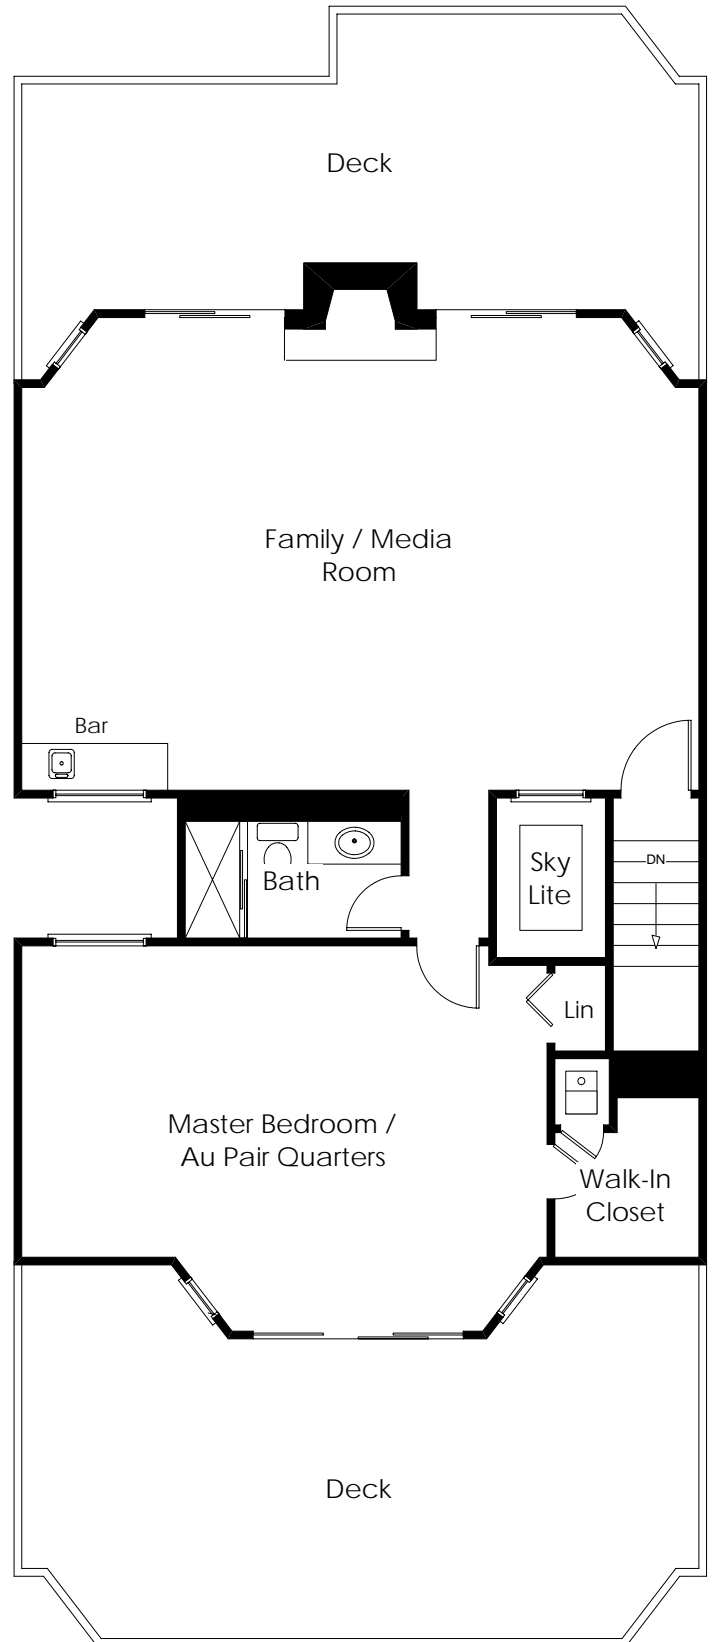 Deck
Family / Media
Room
Bar
Sky
Lite
DN
Bath
Lin
Master Bedroom /
Au Pair Quarters
Walk-In
Closet
Deck